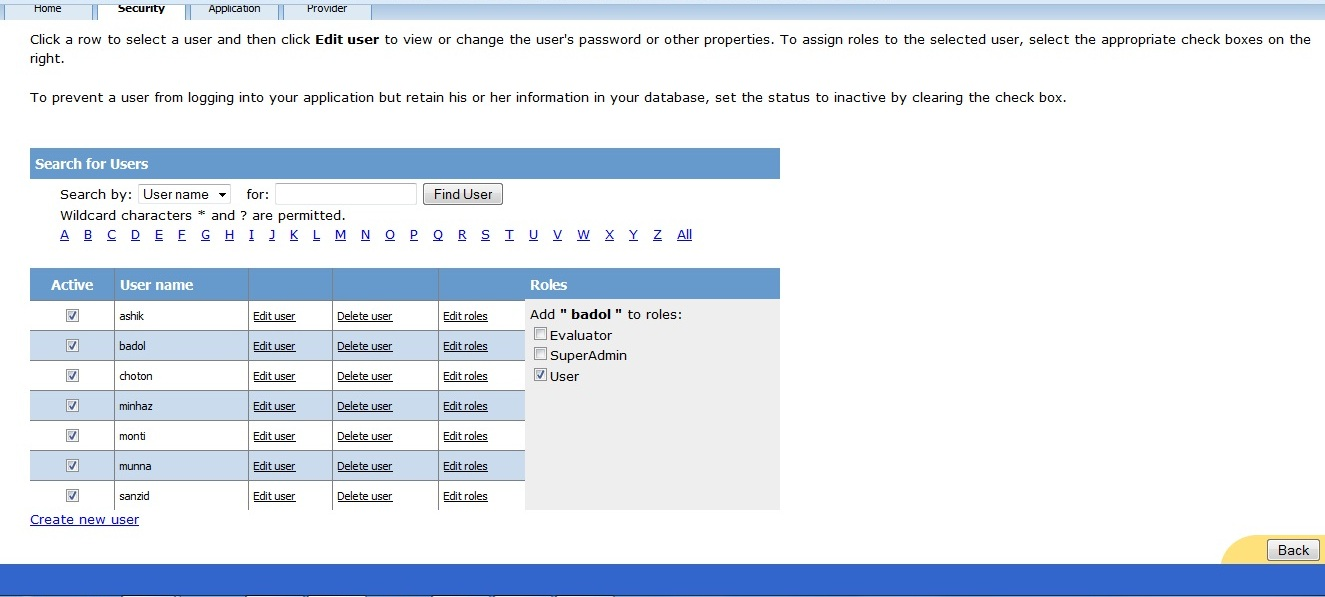 Home Security Application Provider
Click a row to select a user and then click Edit user to view or change the user's password or other properties. To assign roles to the selected user, select the appropriate check boxes on the
right.
To prevent a user from logging into your application but retain his or her information in your database, set the status to inactive by clearing the check box.
Search for Users
Search by: User name for: Find User
Wildcard characters * and ? are permitted.
A B C D E F G H I J K L M N O P Q R S T U V W X Y Z All
Active User name Roles
ashik Edit user Delete user Edit roles
badol Edit user Delete user Edit roles
choton Edit user Delete user Edit roles
minhaz Edit user Delete user Edit roles
monti Edit user Delete user Edit roles
munna Edit user Delete user Edit roles
sanzid Edit user Delete user Edit roles
Add " badol " to roles:
Evaluator
SuperAdmin
User
Create new user
Back